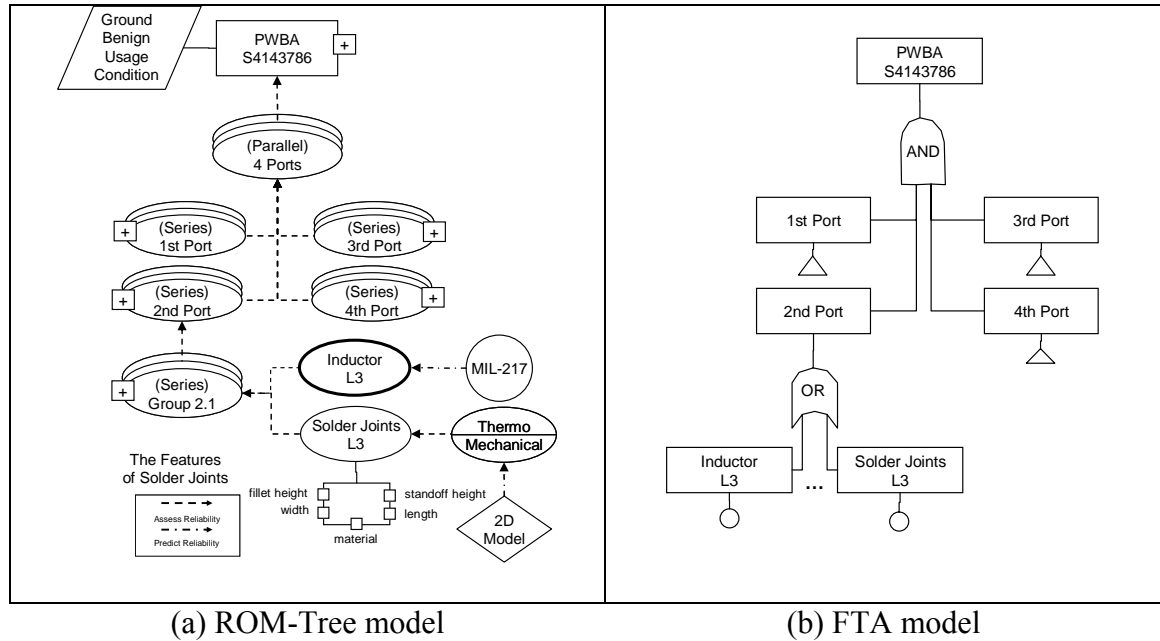 Ground
Benign
Usage
Condition
PWBA
S4143786
+
(Parallel)
4 Ports
+
(Series)
1st Port
(Series)
3rd Port
+
+
(Series)
2nd Port
(Series)
4th Port
+
+
(Series)
Group 2.1
Inductor
L3
MIL-217
Solder Joints
L3
Thermo
Mechanical
The Features
of Solder Joints
Assess Reliability
Predict Reliability
fillet height
width
standoff height
length
material
2D
Model
(a) ROM-Tree model
PWBA
S4143786
AND
1st Port
3rd Port
2nd Port
4th Port
OR
Inductor
L3
...
Solder Joints
L3
(b) FTA model